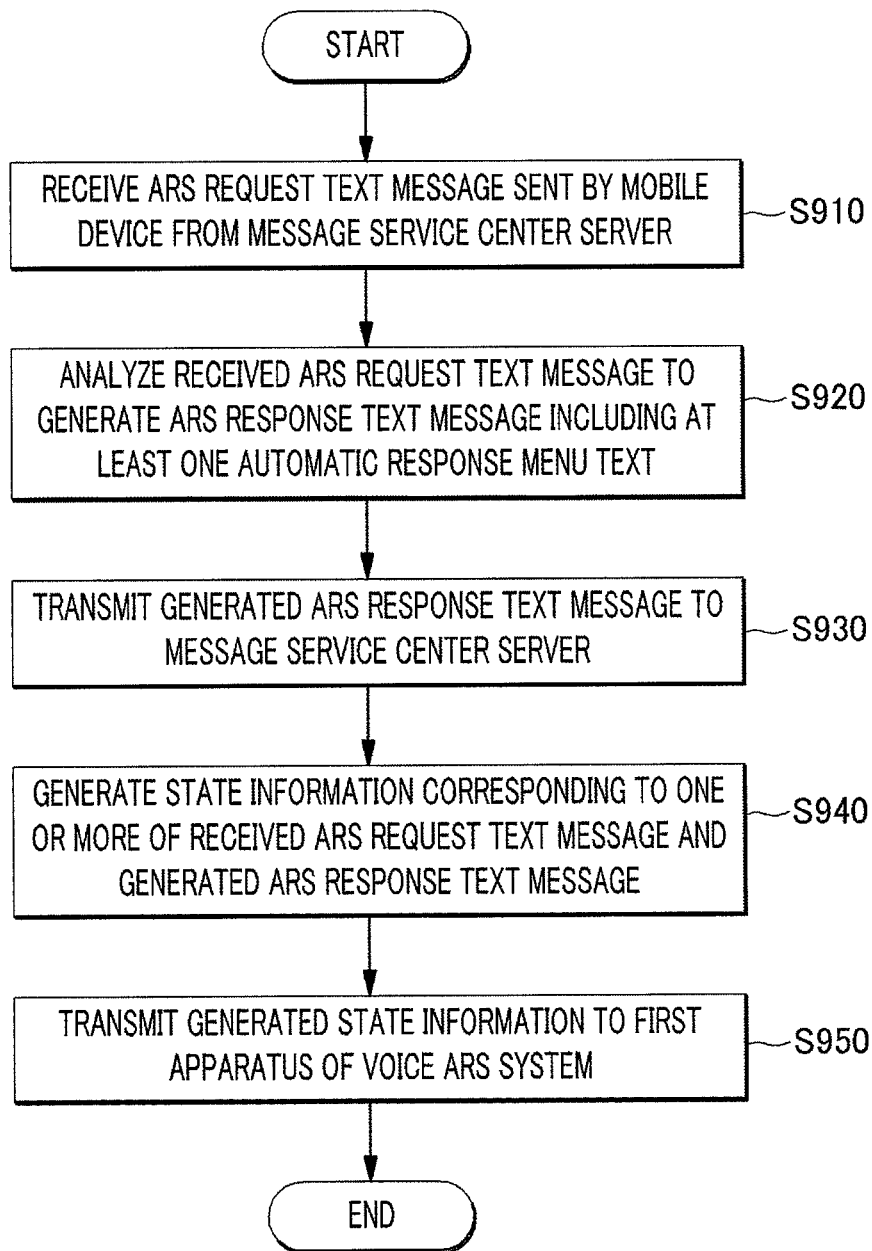 START
RECEIVE ARS REQUEST TEXT MESSAGE SENT BY MOBILE
DEVICE FROM MESSAGE SERVICE CENTER SERVER
S910
ANALYZE RECEIVED ARS REQUEST TEXT MESSAGE TO
GENERATE ARS RESPONSE TEXT MESSAGE INCLUDING AT
LEAST ONE AUTOMATIC RESPONSE MENU TEXT
S920
TRANSMIT GENERATED ARS RESPONSE TEXT MESSAGE TO
MESSAGE SERVICE CENTER SERVER
S930
GENERATE STATE INFORMATION CORRESPONDING TO ONE
OR MORE OF RECEIVED ARS REQUEST TEXT MESSAGE AND
GENERATED ARS RESPONSE TEXT MESSAGE
S940
TRANSMIT GENERATED STATE INFORMATION TO FIRST
APPARATUS OF VOICE ARS SYSTEM
S950
END